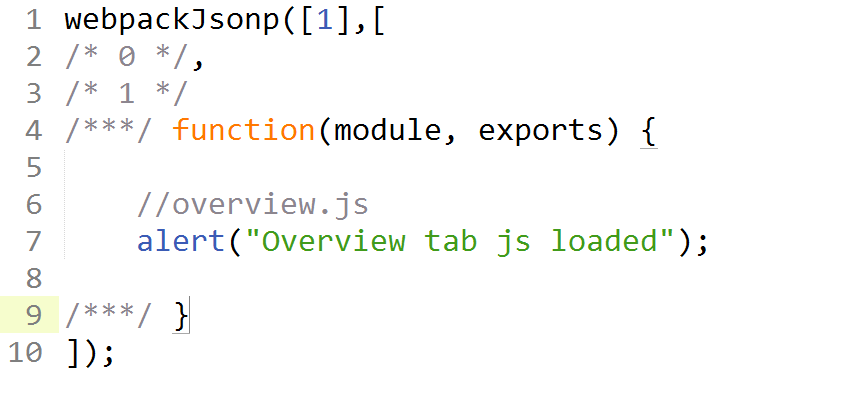 1 webpackJsonp([1],[
2 /* 0 */,
3 /* 1 */
4 /***/ function(module, exports) {
5
6     //overview.js
7     alert("Overview tab js loaded");
8
9 /***/ }
10 ]);